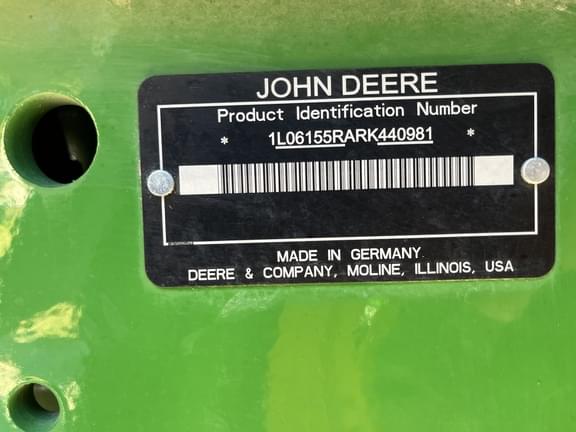 JOHN DEERE
Product Identification Number
* 1L06155RARK440981 *
MADE IN GERMANY
DEERE & COMPANY, MOLINE, ILLINOIS, USA